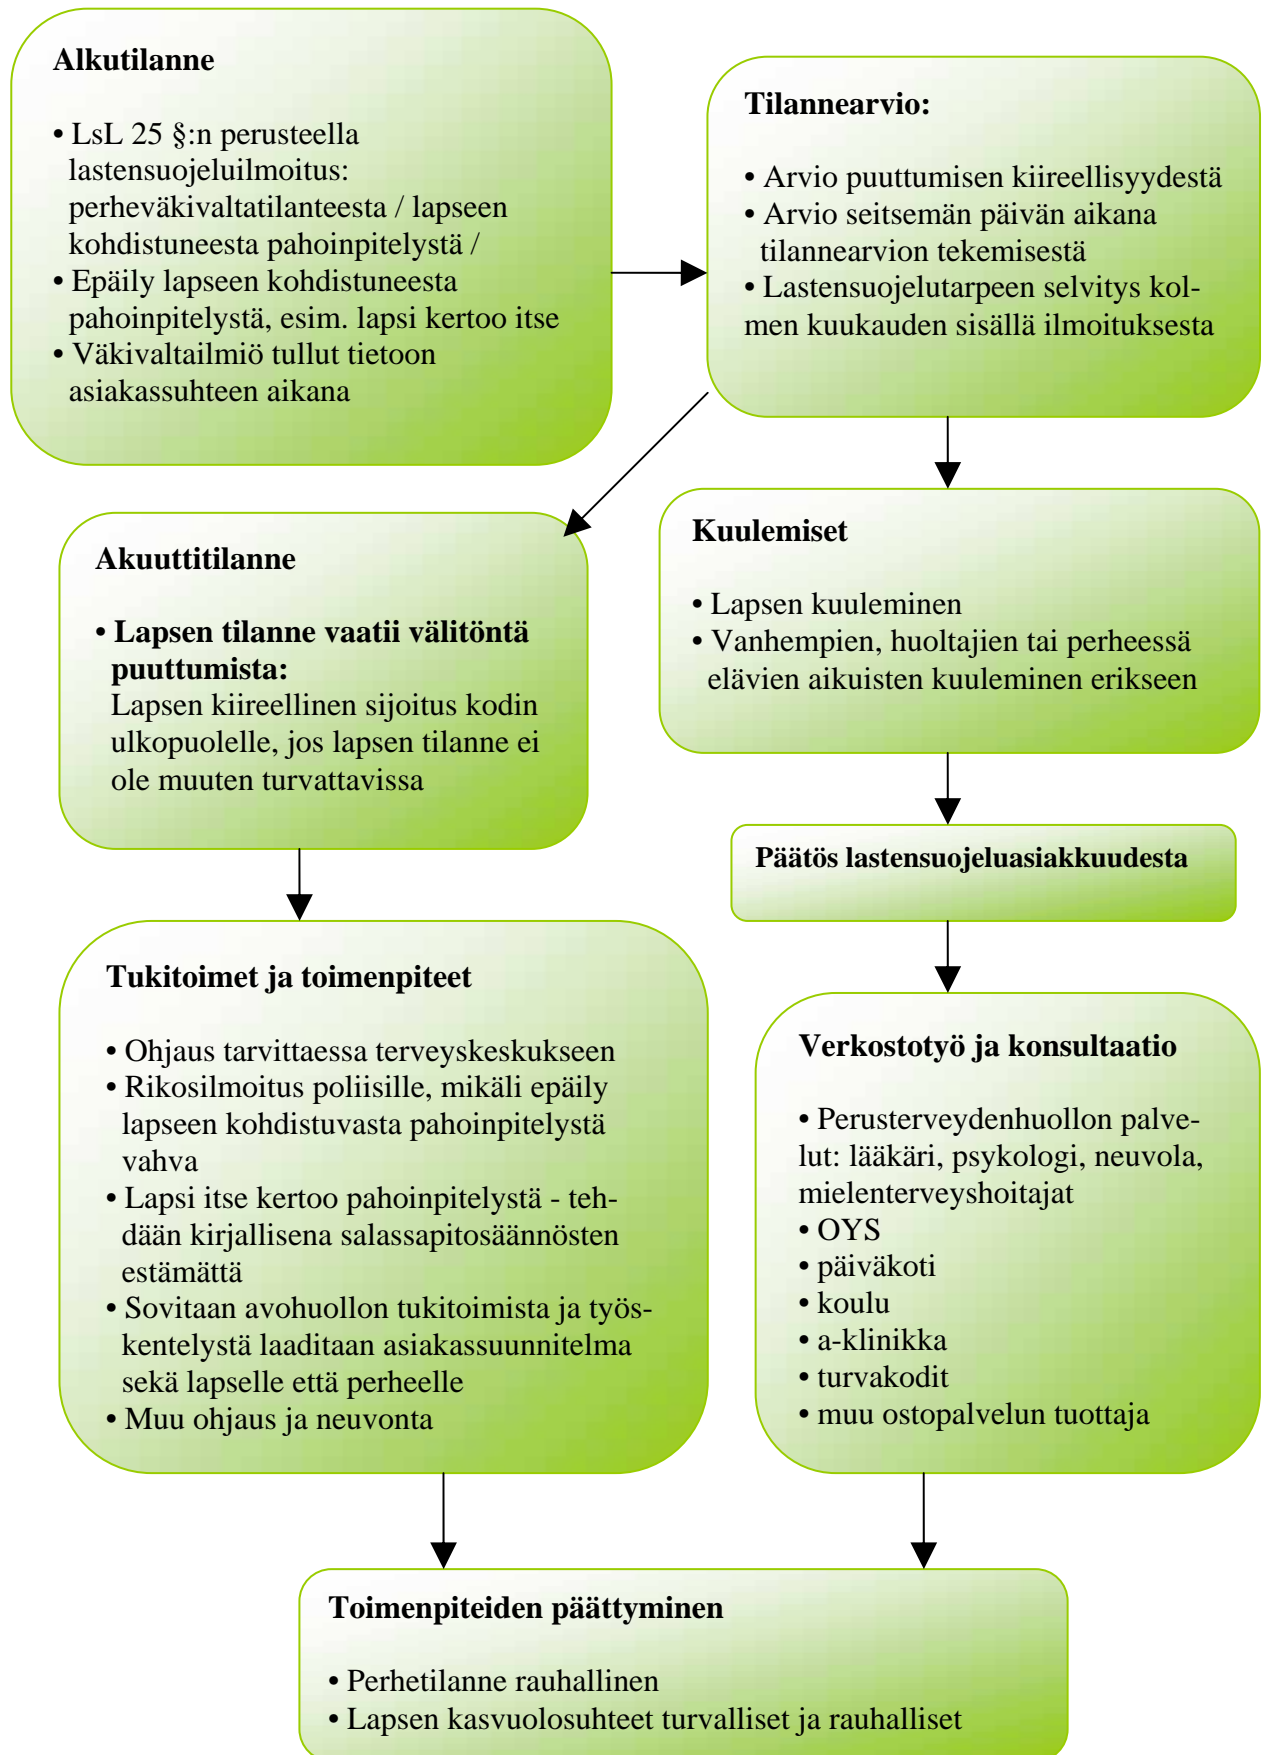 Alkutilanne
• LsL 25 §:n perusteella
lastensuojeluilmoitus:
perheväkivaltatilanteesta / lapseen
kohdistuneesta pahoinpitelystä /
• Epäily lapseen kohdistuneesta
pahoinpitelystä, esim. lapsi kertoo itse
• Väkivaltailmiö tullut tietoon
asiakassuhteen aikana
Tilannearvio:
• Arvio puuttumisen kiireellisyydestä
• Arvio seitsemän päivän aikana
tilannearvion tekemisestä
• Lastensuojelutarpeen selvitys kol-
men kuukauden sisällä ilmoituksesta
Akuuttitilanne
• Lapsen tilanne vaatii välitöntä
puuttumista:
Lapsen kiireellinen sijoitus kodin
ulkopuolelle, jos lapsen tilanne ei
ole muuten turvattavissa
Kuulemiset
• Lapsen kuuleminen
• Vanhempien, huoltajien tai perheessä
elävien aikuisten kuuleminen erikseen
Päätös lastensuojeluasiakkuudesta
Tukitoimet ja toimenpiteet
• Ohjaus tarvittaessa terveyskeskukseen
• Rikosilmoitus poliisille, mikäli epäily
lapseen kohdistuvasta pahoinpitelystä
vahva
• Lapsi itse kertoo pahoinpitelystä - teh-
dään kirjallisena salassapitosäännösten
estämättä
• Sovitaan avohuollon tukitoimista ja työs-
kentelystä laaditaan asiakassuunnitelma
sekä lapselle että perheelle
• Muu ohjaus ja neuvonta
Verkostotyö ja konsultaatio
• Perusterveydenhuollon palve-
lut: lääkäri, psykologi, neuvola,
mielenterveyshoitajat
• OYS
• päiväkoti
• koulu
• a-klinikka
• turvakodit
• muu ostopalvelun tuottaja
Toimenpiteiden päättyminen
• Perhetilanne rauhallinen
• Lapsen kasvuolosuhteet turvalliset ja rauhalliset